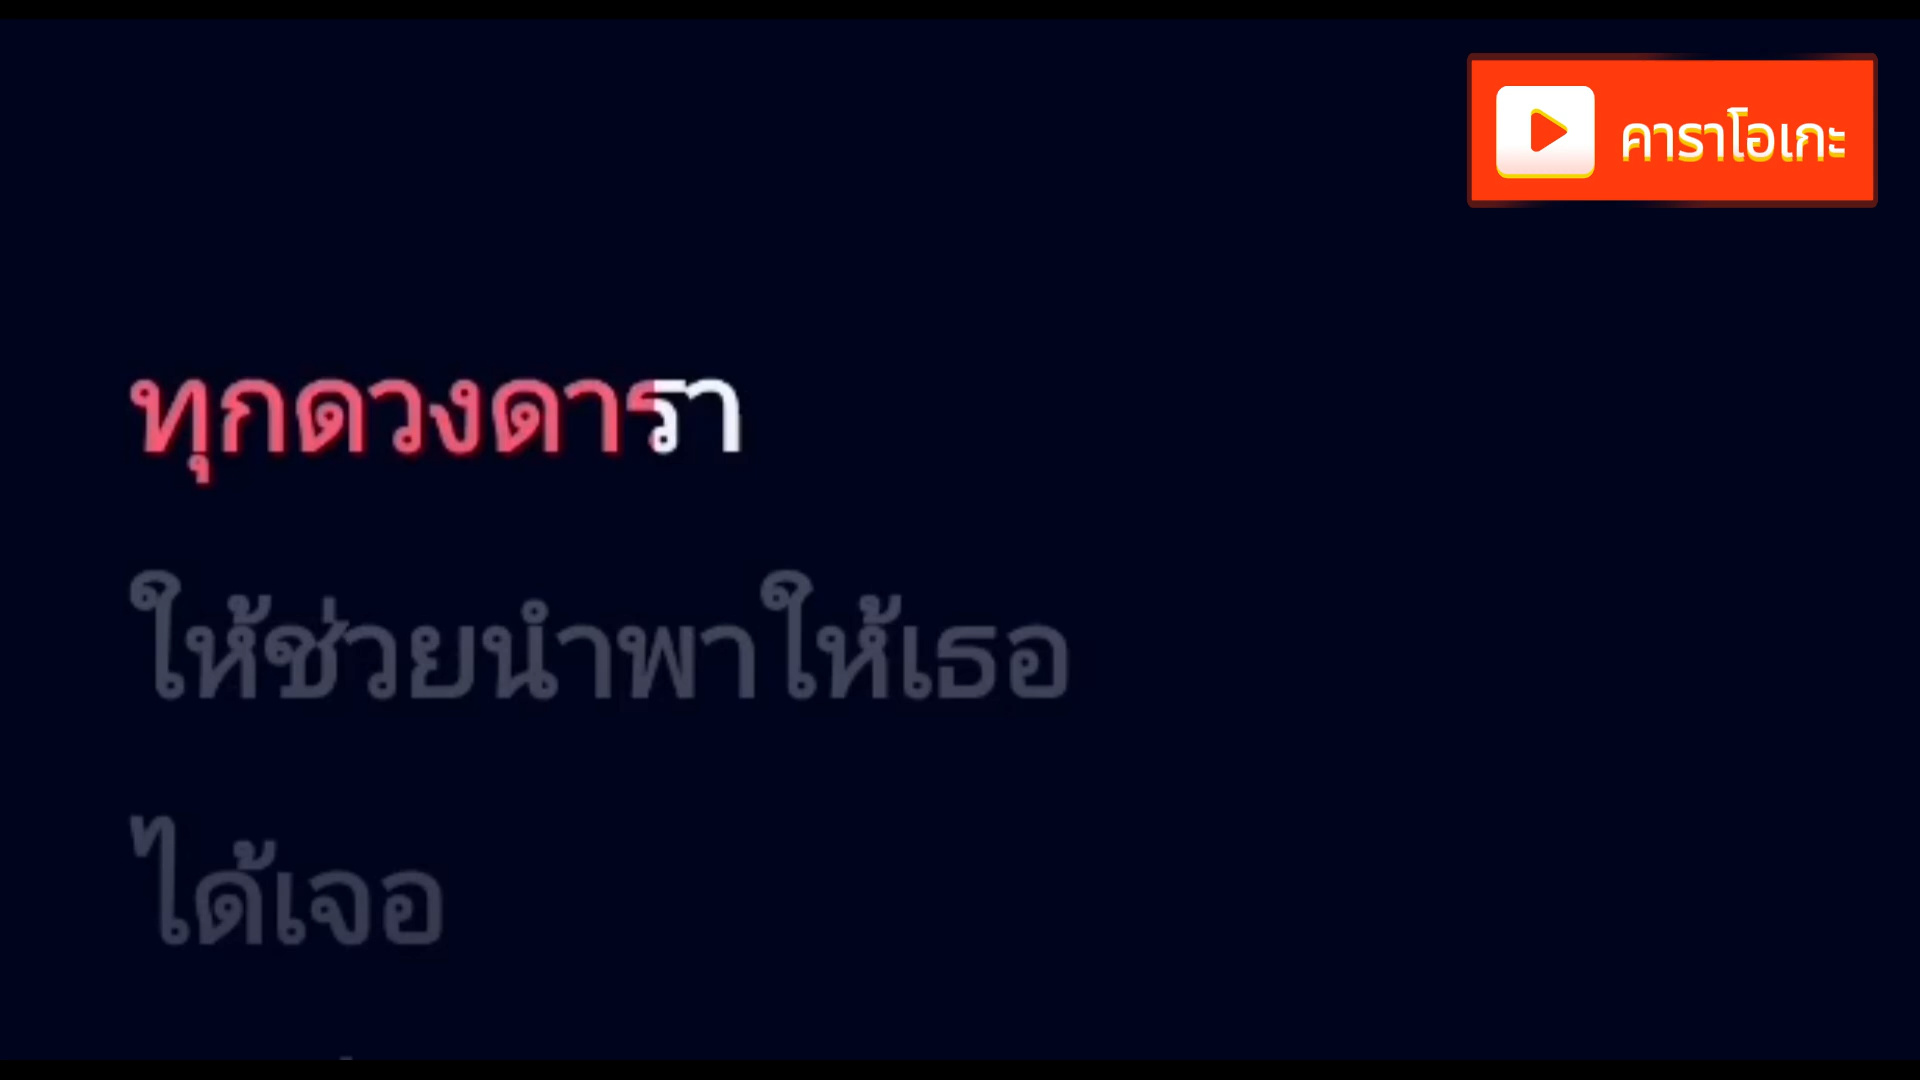 คาราโอเกะ
ทุกดวงดารา
ให้ช่วยนำพาให้เธอ
ได้เจอ